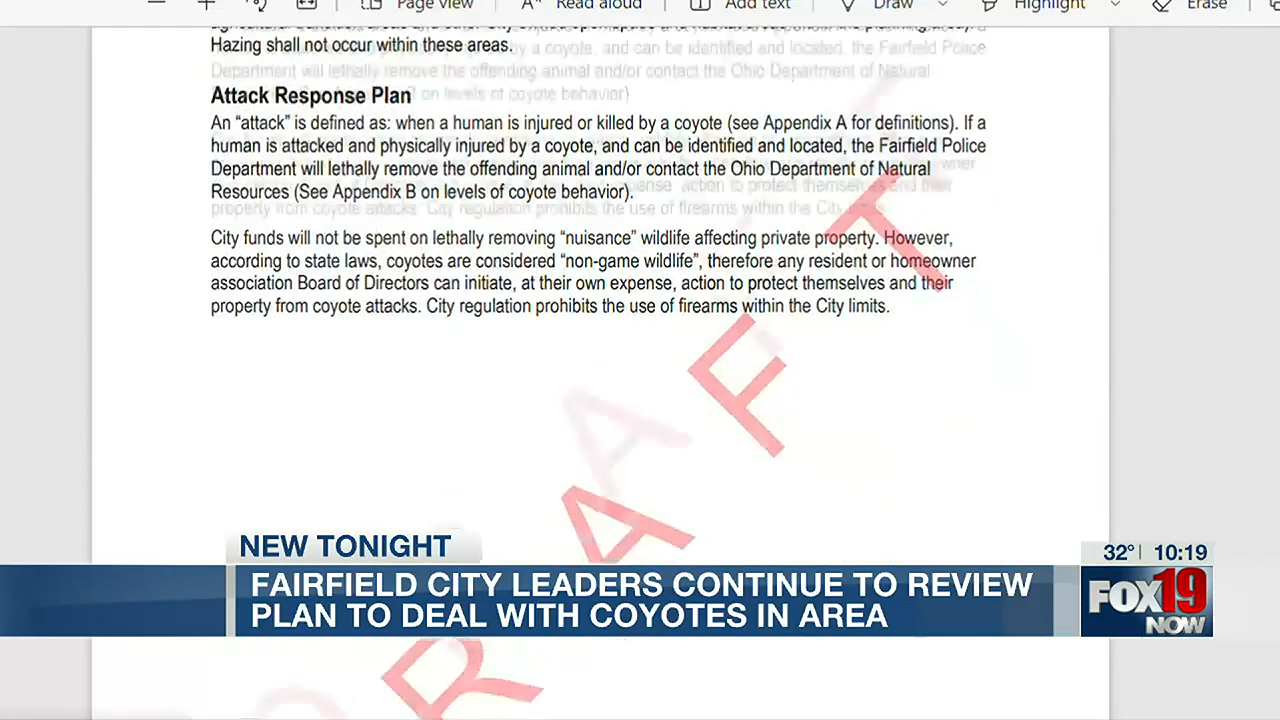 Page view
Read aloud
Add text
Draw
Highlight
Erase
Hazing shall not occur within these areas.
Attack Response Plan
An “attack” is defined as: when a human is injured or killed by a coyote (see Appendix A for definitions). If a
human is attacked and physically injured by a coyote, and can be identified and located, the Fairfield Police
Department will lethally remove the offending animal and/or contact the Ohio Department of Natural
Resources (See Appendix B on levels of coyote behavior).
City funds will not be spent on lethally removing “nuisance” wildlife affecting private property. However,
according to state laws, coyotes are considered “non-game wildlife”, therefore any resident or homeowner
association Board of Directors can initiate, at their own expense, action to protect themselves and their
property from coyote attacks. City regulation prohibits the use of firearms within the City limits.
RAFT
NEW TONIGHT
FAIRFIELD CITY LEADERS CONTINUE TO REVIEW
PLAN TO DEAL WITH COYOTES IN AREA
32° 10:19
FOX19
NOW